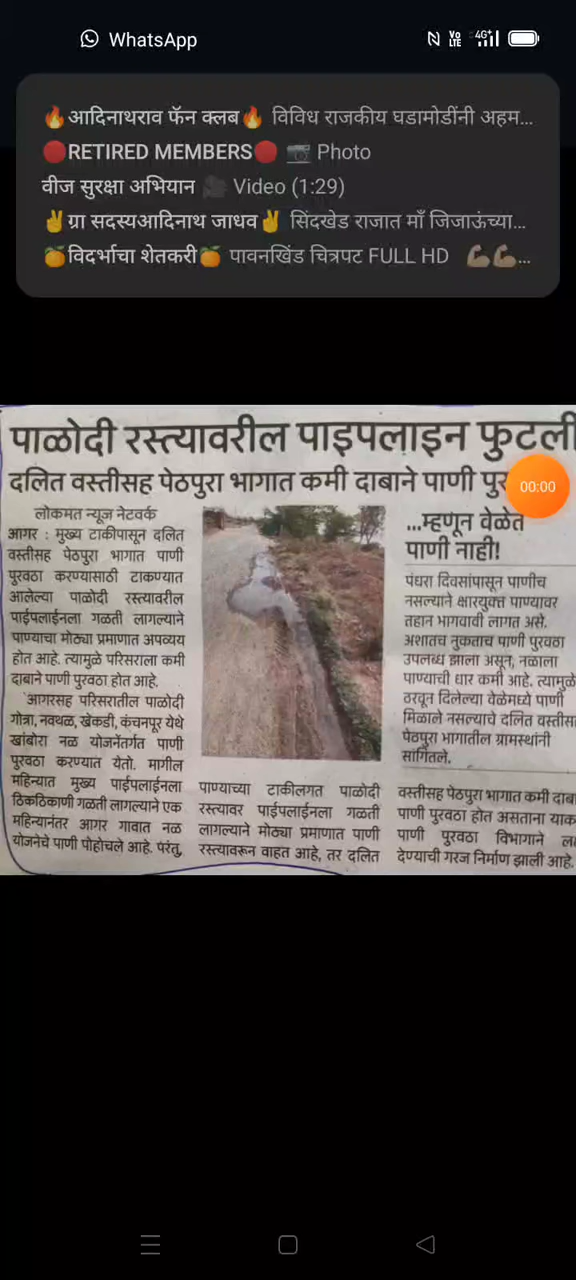 WhatsApp
Vo LTE 4G+
🔥आदिनाथराव फॅन क्लब🔥 विविध राजकीय घडामोडींनी अहम...
🔴RETIRED MEMBERS🔴 📷 Photo
वीज सुरक्षा अभियान 🎥 Video (1:29)
✌ग्रा सदस्यआदिनाथ जाधव✌ सिंदखेड राजात माँ जिजाऊंच्या...
🍊विदर्भाचा शेतकरी🍊 पावनखिंड चित्रपट FULL HD 💪🏽💪🏽...
पाळोदी रस्त्यावरील पाइपलाइन फुटली
दलित वस्तीसह पेठपुरा भागात कमी दाबाने पाणी
00:00
लोकमत न्यूज नेटवर्क
आगर : मुख्य टाकीपासून दलित
वस्तीसह पेठपुरा भागात पाणी
पुरवठा करण्यासाठी टाकण्यात
आलेल्या पाळोदी रस्त्यावरील
पाईपलाईनला गळती लागल्याने
पाण्याचा मोठ्या प्रमाणात अपव्यय
होत आहे. त्यामुळे परिसराला कमी
दाबाने पाणी पुरवठा होत आहे.
आगरसह परिसरातील पाळोदी
गोत्रा, नवथळ, खेकडी, कंचनपूर येथे
खांबोरा नळ योजनेतर्गत पाणी
पुरवठा करण्यात येतो. मागील
महिन्यात मुख्य पाईपलाईनला
ठिकठिकाणी गळती लागल्याने एक
महिन्यानंतर आगर गावात नळ
योजनेचे पाणी पोहोचले आहे. परंतु,
पाण्याच्या टाकीलगत पाळोदी
रस्त्यावर पाईपलाईनला गळती
लागल्याने मोठ्या प्रमाणात पाणी
रस्त्यावरून वाहत आहे, तर दलित
...म्हणून वेळेत
पाणी नाही!
पंधरा दिवसांपासून पाणीच
नसल्याने क्षारयुक्त पाण्यावर
तहान भागवावी लागत असे.
अशातच नुकताच पाणी पुरवठा
उपलब्ध झाला असून, नळाला
पाण्याची धार कमी आहे. त्यामुळे
ठरवून दिलेल्या वेळेमध्ये पाणी
मिळाले नसल्याचे दलित वस्तीस
पेठपुरा भागातील ग्रामस्थांनी
सांगितले.
वस्तीसह पेठपुरा भागात कमी दाबा
पाणी पुरवठा होत असताना याक
पाणी पुरवठा विभागाने ल
देण्याची गरज निर्माण झाली आहे.